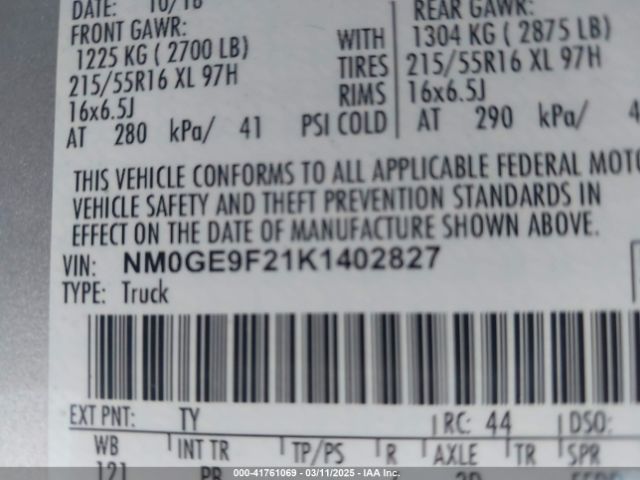 DATE: 10/18
FRONT GAWR:
1225 KG ( 2700 LB)
215/55R16 XL 97H
16x6.5J
AT 280 kPa/ 41 PSI COLD
WITH
TIRES
RIMS
REAR GAWR:
1304 KG ( 2875 LB)
215/55R16 XL 97H
16x6.5J
AT 290 kPa/ 4
THIS VEHICLE CONFORMS TO ALL APPLICABLE FEDERAL MOTO
VEHICLE SAFETY AND THEFT PREVENTION STANDARDS IN
EFFECT ON THE DATE OF MANUFACTURE SHOWN ABOVE.
VIN: NM0GE9F21K1402827
TYPE: Truck
EXT PNT: TY RC: 44 DSO:
WB INT TR TP/PS R AXLE TR SPR
121 PB
000-41761069 - 03/11/2025 - IAA Inc.